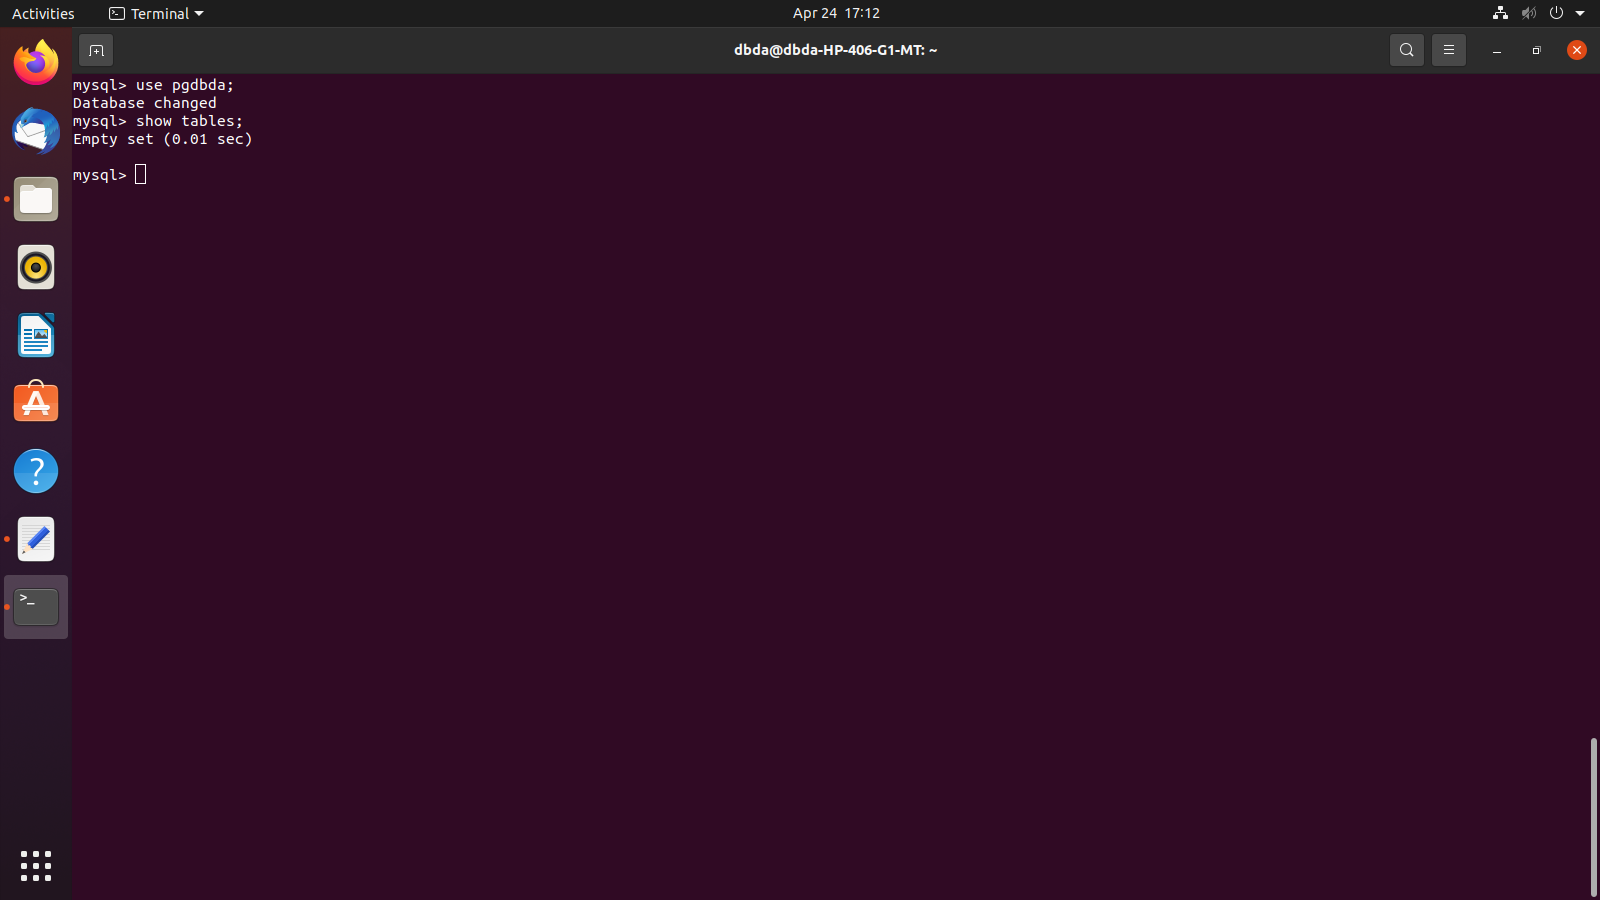 Activities
Terminal
Apr 24 17:12
dbda@dbda-HP-406-G1-MT: ~
mysql> use pgdbda;
Database changed
mysql> show tables;
Empty set (0.01 sec)
mysql>